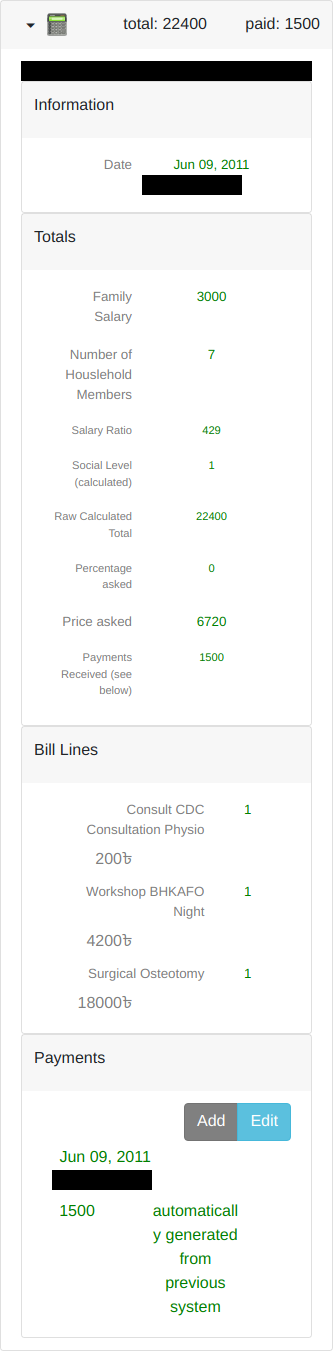 total: 22400 paid: 1500
Information
Date Jun 09, 2011
Totals
Family 3000
Salary
Number of 7
Houslehold
Members
Salary Ratio 429
Social Level 1
(calculated)
Raw Calculated 22400
Total
Percentage 0
asked
Price asked 6720
Payments 1500
Received (see
below)
Bill Lines
Consult CDC 1
Consultation Physio
200৳
Workshop BHKAFO 1
Night
4200৳
Surgical Osteotomy 1
18000৳
Payments
Add Edit
Jun 09, 2011
1500 automaticall
y generated
from
previous
system